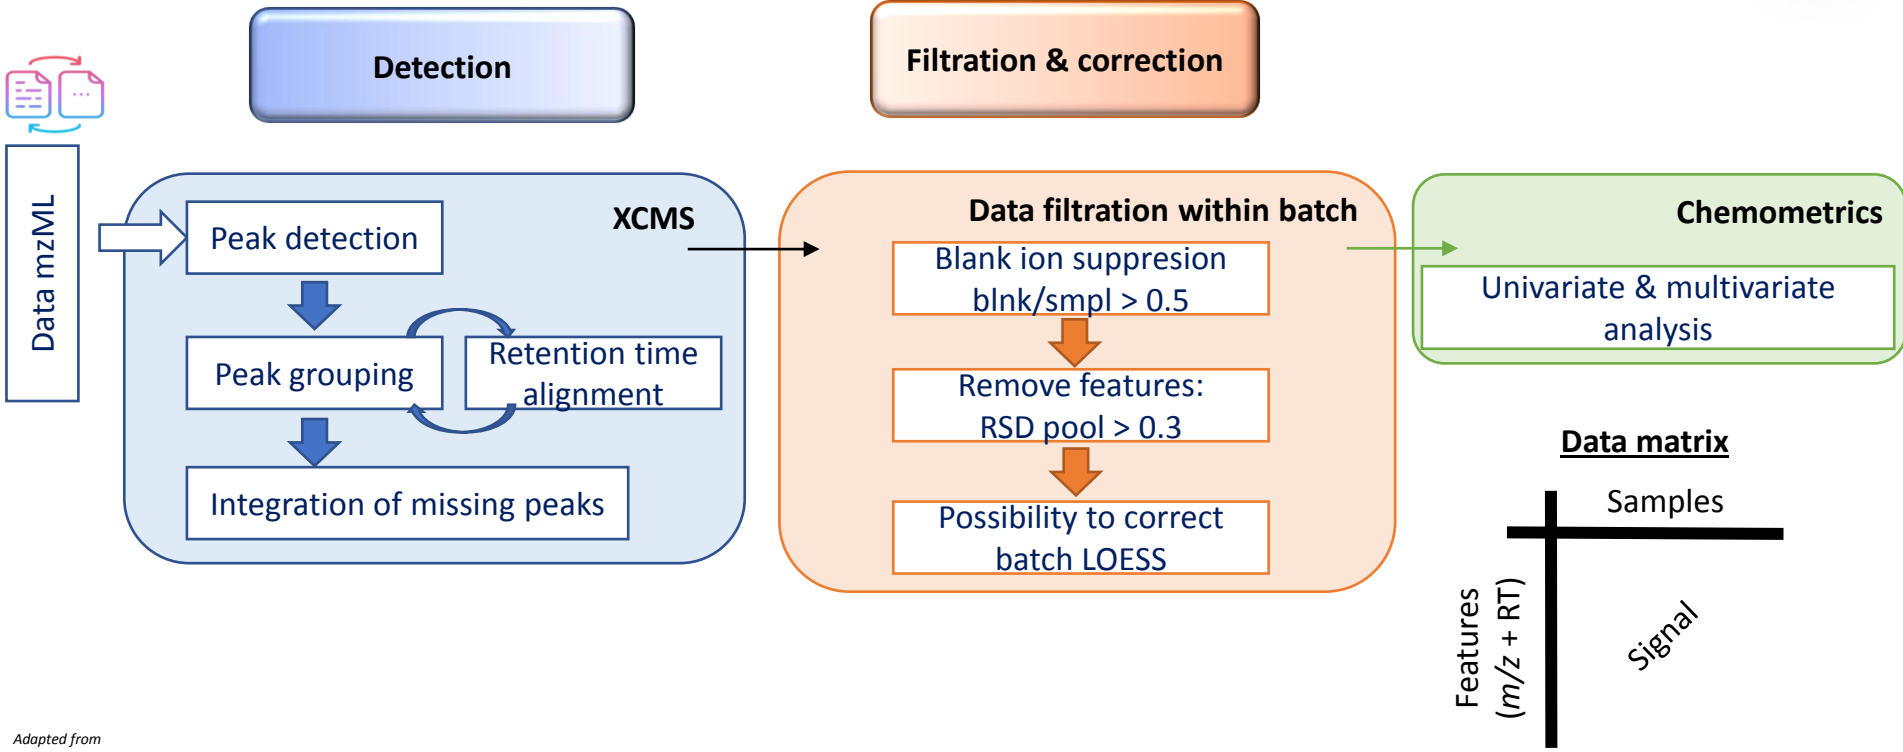 Detection
Filtration & correction
Data mzML
XCMS
Peak detection
Peak grouping
Retention time
alignment
Integration of missing peaks
Data filtration within batch
Blank ion suppresion
blnk/smpl > 0.5
Remove features:
RSD pool > 0.3
Possibility to correct
batch LOESS
Chemometrics
Univariate & multivariate
analysis
Data matrix
Samples
Features
(m/z + RT)
Signal
Adapted from